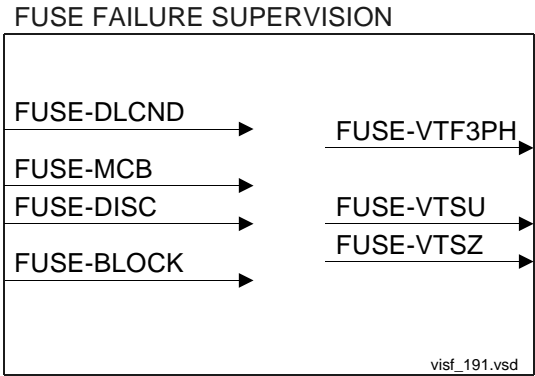 FUSE FAILURE SUPERVISION
FUSE-DLCND
FUSE-VTF3PH
FUSE-MCB
FUSE-DISC
FUSE-VTSU
FUSE-VTSZ
FUSE-BLOCK
visf_191.vsd